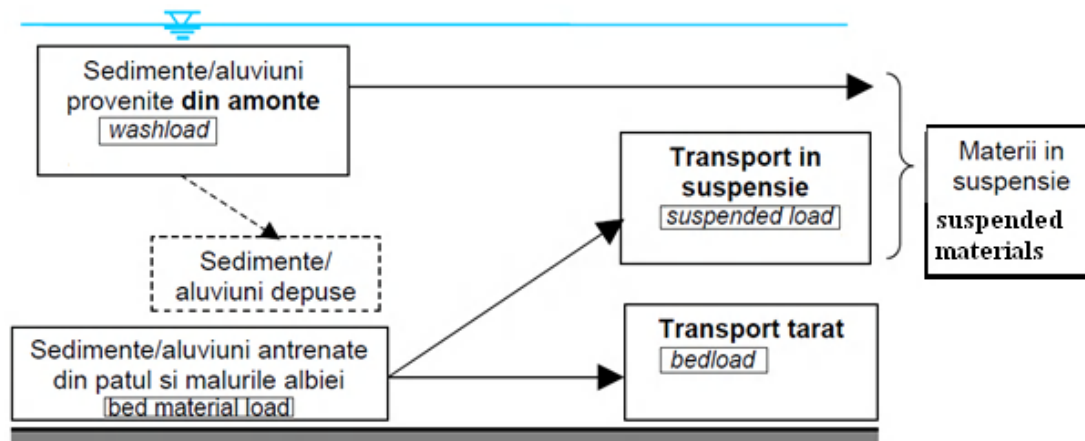 Sedimente/aluviuni
provenite din amonte
washload
Transport in
suspensie
suspended load
Materii in
suspensie
suspended
materials
Sedimente/
aluviuni depuse
Sedimente/aluviuni antrenate
din patul si malurile albiei
bed material load
Transport tarat
bedload